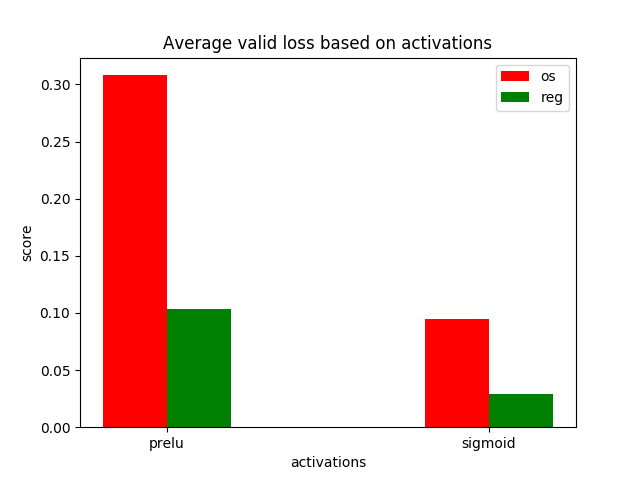 Average valid loss based on activations
os
reg
score
0.30
0.25
0.20
0.15
0.10
0.05
0.00
prelu
sigmoid
activations